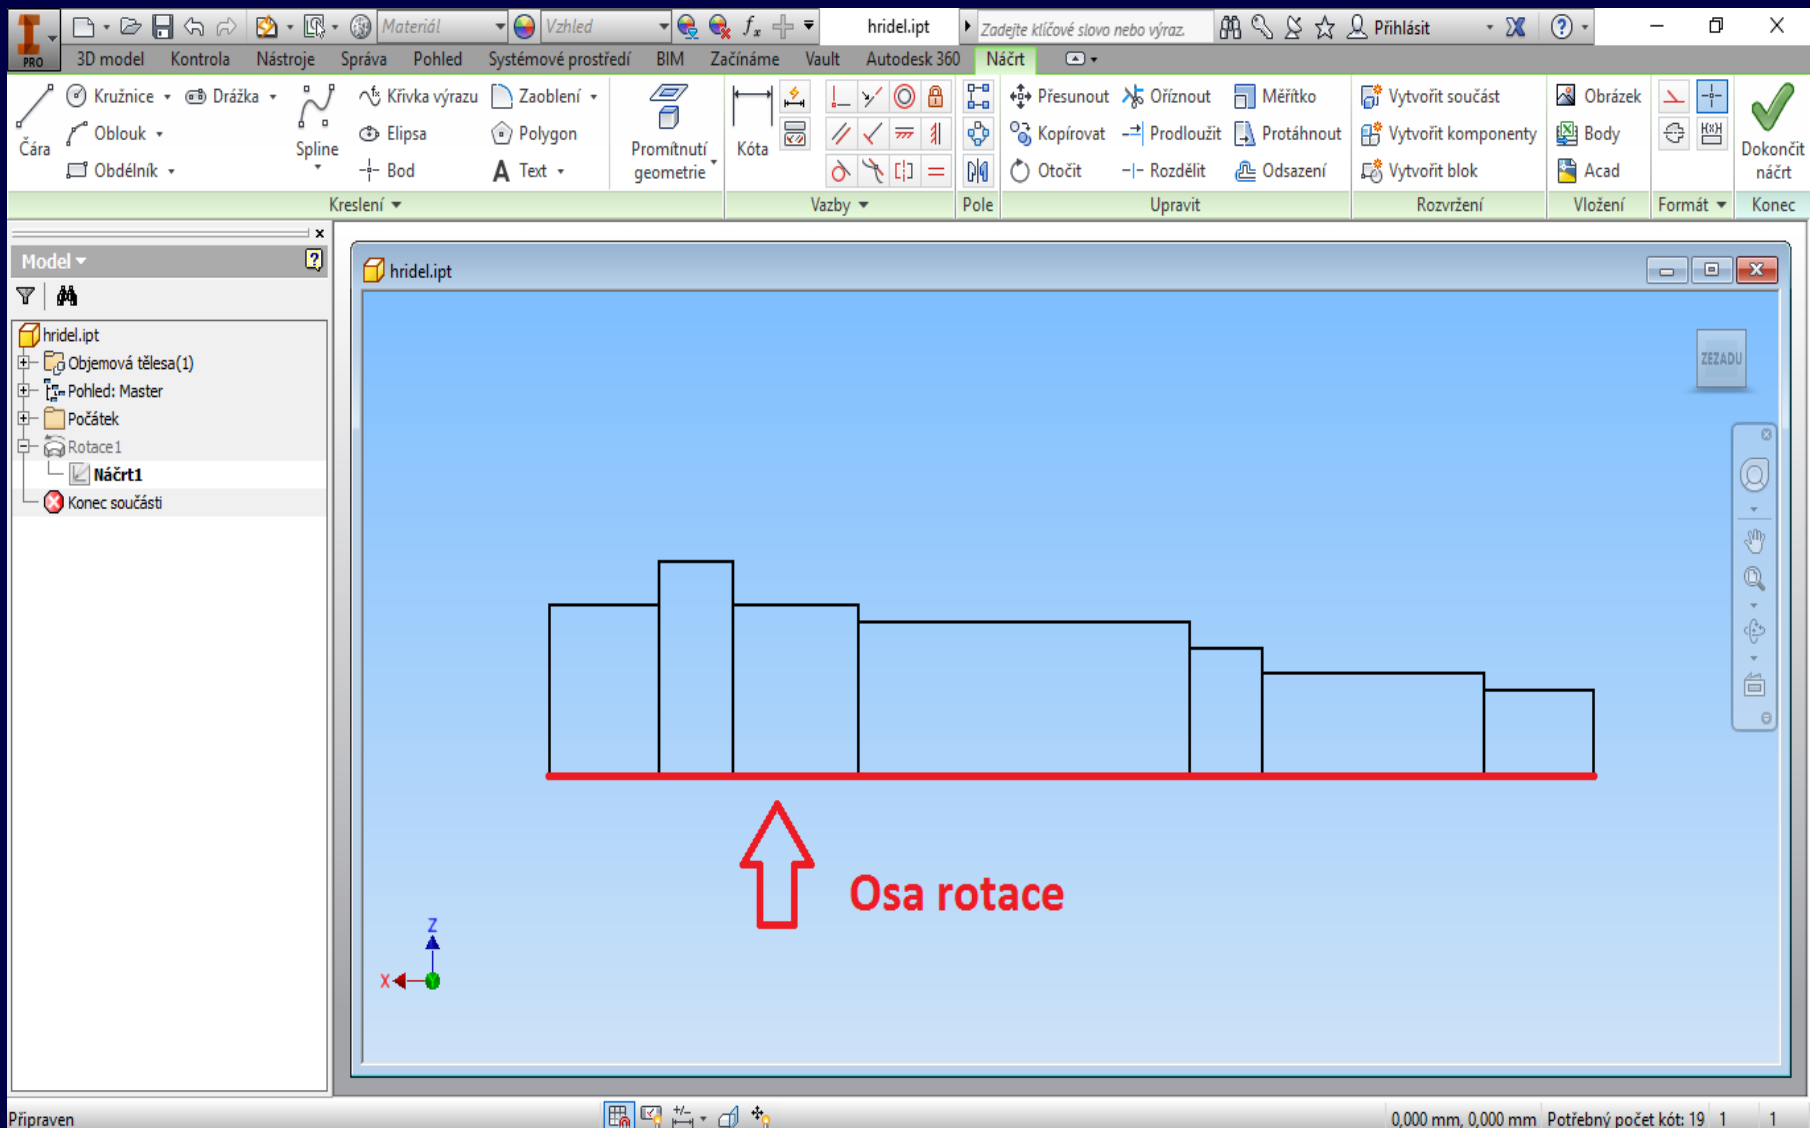 Materiál Vzhled fx hridel.ipt Zadejte klíčové slovo nebo výraz. Přihlásit
PRO 3D model Kontrola Nástroje Správa Pohled Systémové prostředí BIM Začínáme Vault Autodesk 360 Náčrt
Kružnice Drážka Křivka výrazu Zaoblení Přesunout Oříznout Měřítko Vytvořit součást Obrázek
Čára Oblouk Spline Elipsa Polygon Promítnutí geometrie Kóta Kopírovat Prodloužit Protáhnout Vytvořit komponenty Body Dokončit náčrt
Obdélník Bod A Text Otočit Rozdělit Odsazení Vytvořit blok Acad
Kreslení Vazby Pole Upravit Rozvržení Vložení Formát Konec
Model
hridel.ipt
Objemová tělesa(1)
Pohled: Master
Počátek
Rotace1
Náčrt1
Konec součásti
hridel.ipt
ZEZADU
Osa rotace
Z
X
Připraven 0,000 mm, 0,000 mm Potřebný počet kót: 19 1 1